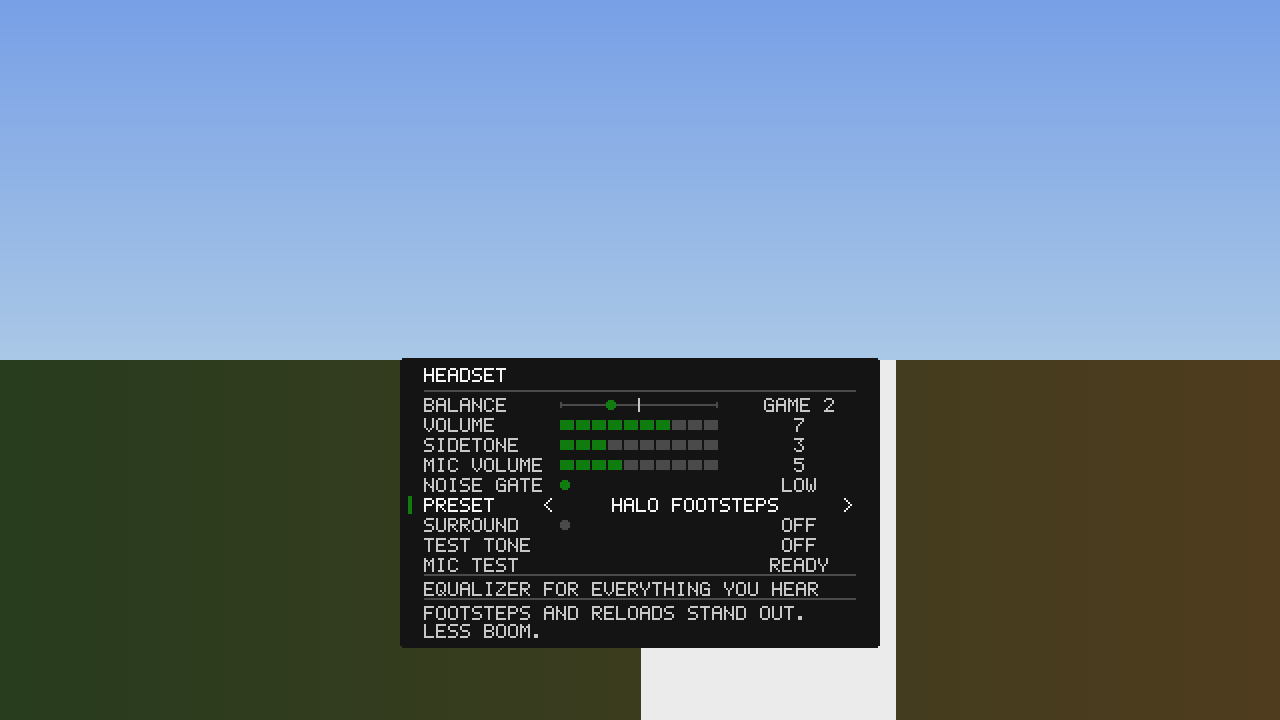 HEADSET
BALANCE GAME 2
VOLUME 7
SIDETONE 3
MIC VOLUME 5
NOISE GATE LOW
PRESET < HALO FOOTSTEPS >
SURROUND OFF
TEST TONE OFF
MIC TEST READY
EQUALIZER FOR EVERYTHING YOU HEAR
FOOTSTEPS AND RELOADS STAND OUT.
LESS BOOM.